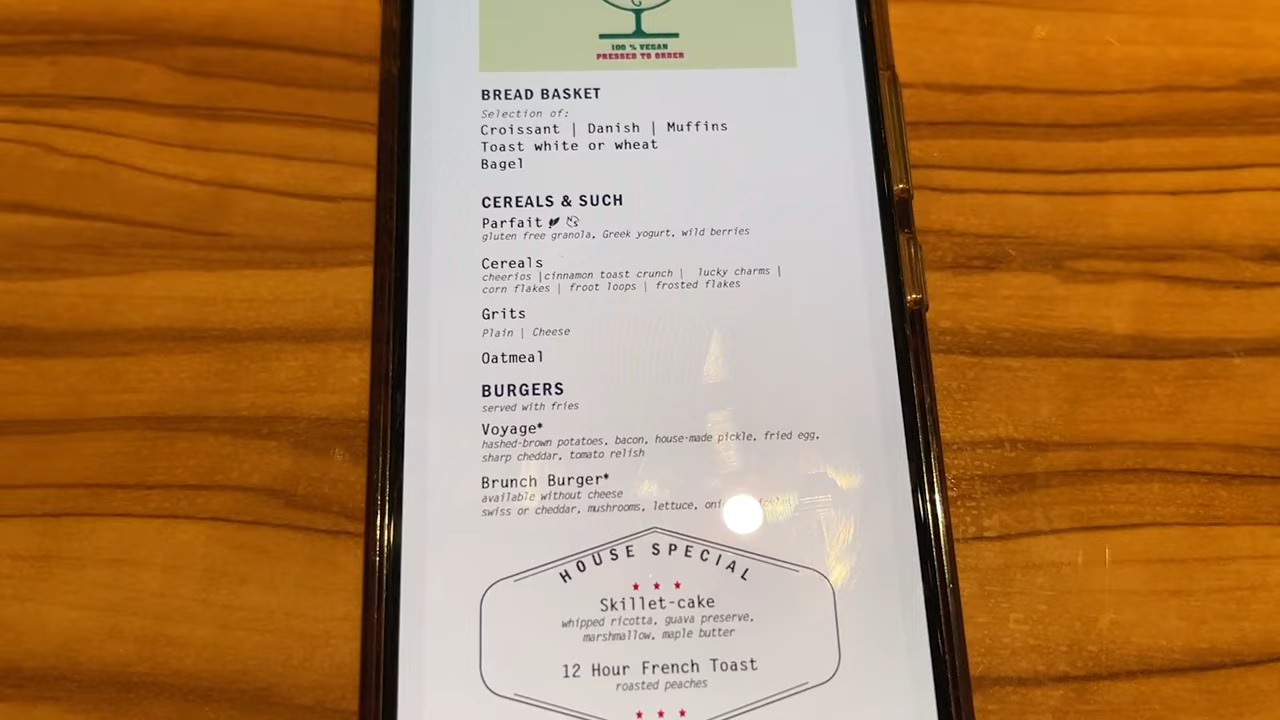 100 % VEGAN
PRESSED TO ORDER
BREAD BASKET
Selection of:
Croissant | Danish | Muffins
Toast white or wheat
Bagel
CEREALS & SUCH
Parfait
gluten free granola, Greek yogurt, wild berries
Cereals
cheerios |cinnamon toast crunch | lucky charms |
corn flakes | froot loops | frosted flakes
Grits
Plain | Cheese
Oatmeal
BURGERS
served with fries
Voyage*
hashed-brown potatoes, bacon, house-made pickle, fried egg,
sharp cheddar, tomato relish
Brunch Burger*
available without cheese
swiss or cheddar, mushrooms, lettuce,
HOUSE SPECIAL
Skillet-cake
whipped ricotta, guava preserve,
marshmallow, maple butter
12 Hour French Toast
roasted peaches